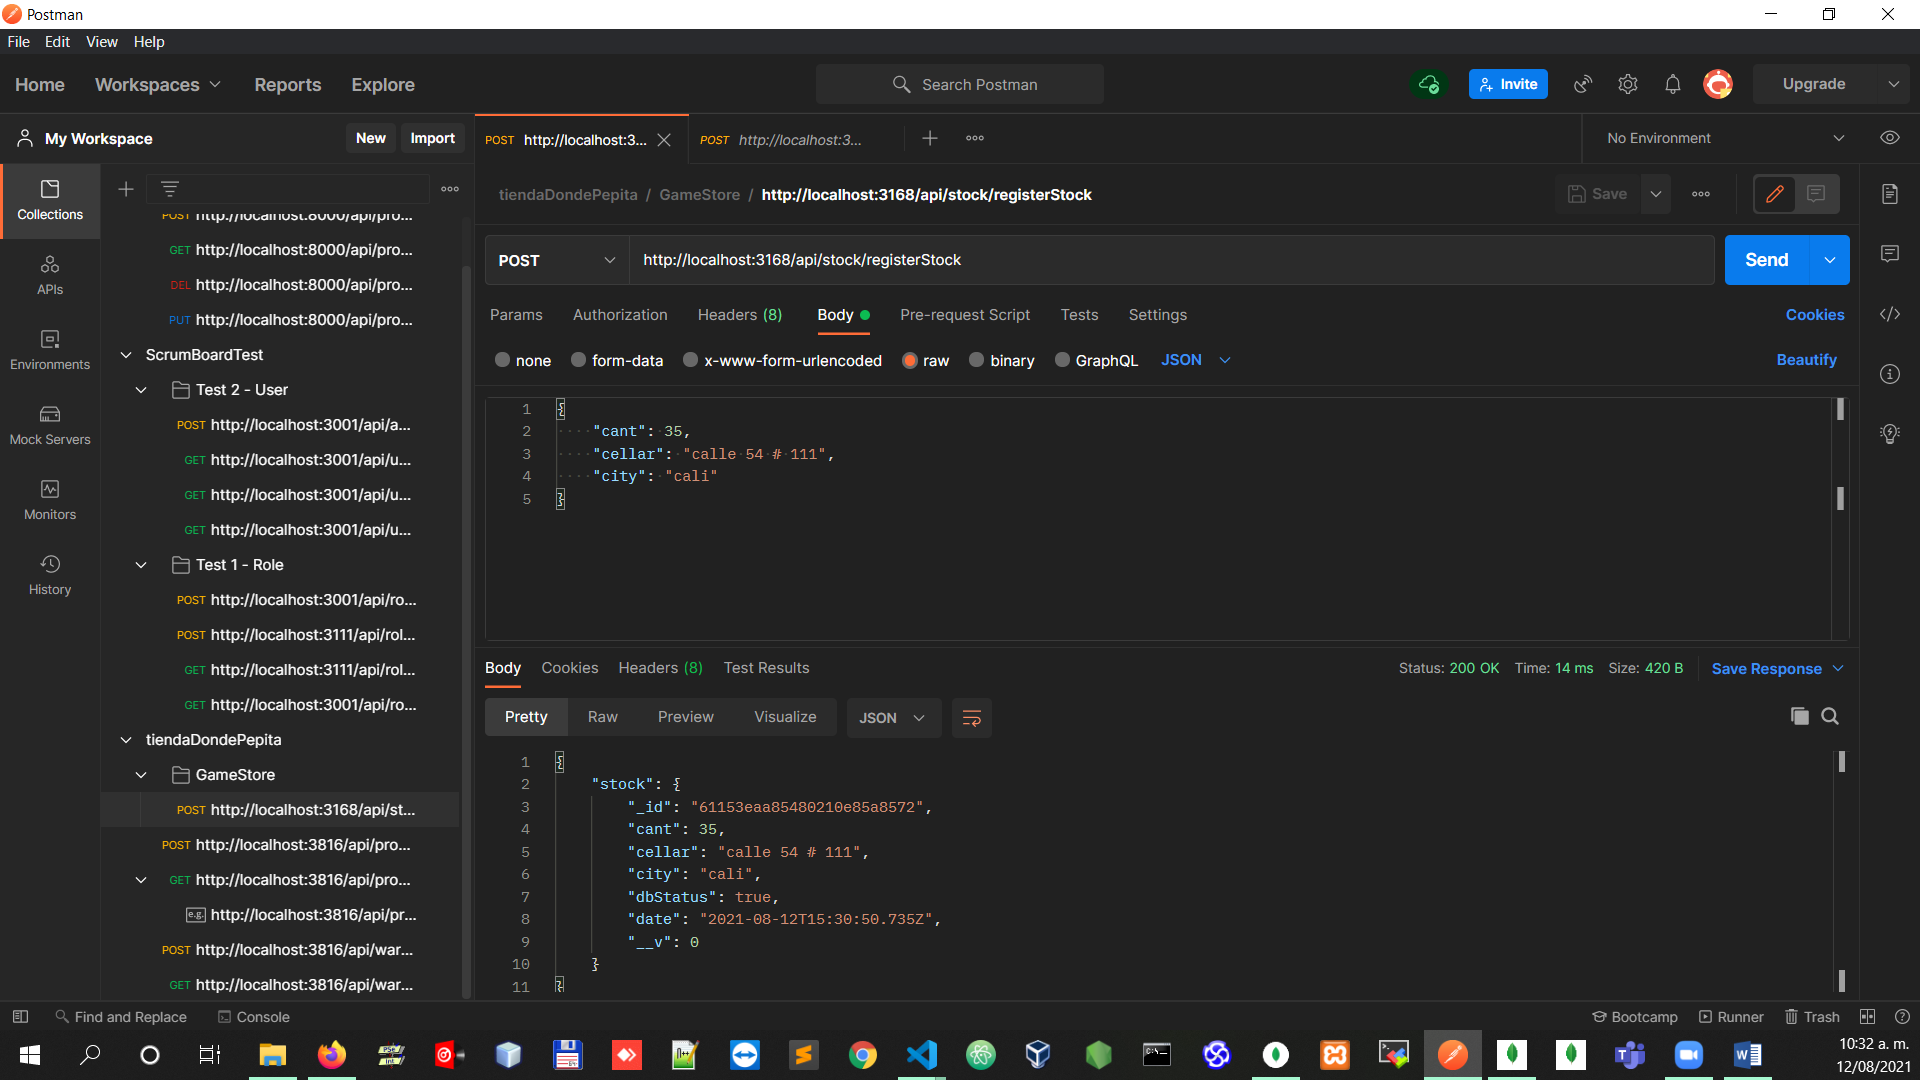 Postman
File Edit View Help
Home Workspaces Reports Explore Search Postman Invite Upgrade
My Workspace New Import POST http://localhost:3... POST http://localhost:3... No Environment
Collections
APIs
Environments
Mock Servers
Monitors
History
POST http://localhost:8000/api/pro...
GET http://localhost:8000/api/pro...
DEL http://localhost:8000/api/pro...
PUT http://localhost:8000/api/pro...
ScrumBoardTest
Test 2 - User
POST http://localhost:3001/api/a...
GET http://localhost:3001/api/u...
GET http://localhost:3001/api/u...
GET http://localhost:3001/api/u...
Test 1 - Role
POST http://localhost:3001/api/ro...
POST http://localhost:3111/api/rol...
GET http://localhost:3111/api/rol...
GET http://localhost:3001/api/ro...
tiendaDondePepita
GameStore
POST http://localhost:3168/api/st...
POST http://localhost:3816/api/pro...
GET http://localhost:3816/api/pro...
e.g. http://localhost:3816/api/pr...
POST http://localhost:3816/api/war...
GET http://localhost:3816/api/war...
tiendaDondePepita / GameStore / http://localhost:3168/api/stock/registerStock Save
POST http://localhost:3168/api/stock/registerStock Send
Params Authorization Headers (8) Body Pre-request Script Tests Settings Cookies
none form-data x-www-form-urlencoded raw binary GraphQL JSON Beautify
1 {
2 "cant": 35,
3 "cellar": "calle 54 # 111",
4 "city": "cali"
5 }
Body Cookies Headers (8) Test Results Status: 200 OK Time: 14 ms Size: 420 B Save Response
Pretty Raw Preview Visualize JSON
1 {
2 "stock": {
3 "_id": "61153eaa85480210e85a8572",
4 "cant": 35,
5 "cellar": "calle 54 # 111",
6 "city": "cali",
7 "dbStatus": true,
8 "date": "2021-08-12T15:30:50.735Z",
9 "__v": 0
10 }
11 }
Find and Replace Console Bootcamp Runner Trash
10:32 a. m.
12/08/2021